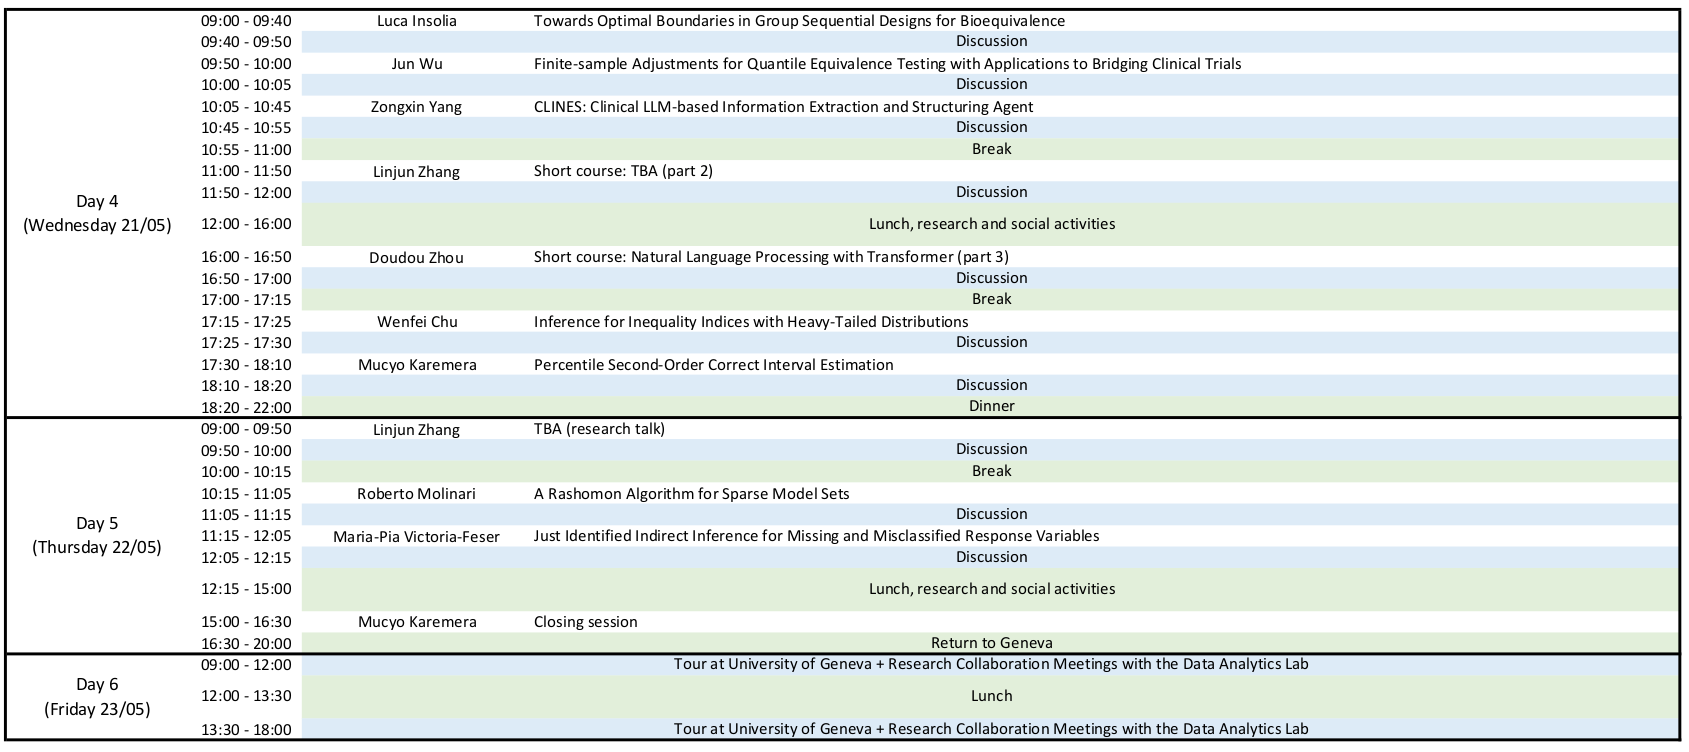 09:00 - 09:40 Luca Insolia Towards Optimal Boundaries in Group Sequential Designs for Bioequivalence
09:40 - 09:50 Discussion
09:50 - 10:00 Jun Wu Finite-sample Adjustments for Quantile Equivalence Testing with Applications to Bridging Clinical Trials
10:00 - 10:05 Discussion
10:05 - 10:45 Zongxin Yang CLINES: Clinical LLM-based Information Extraction and Structuring Agent
10:45 - 10:55 Discussion
10:55 - 11:00 Break
11:00 - 11:50 Linjun Zhang Short course: TBA (part 2)
11:50 - 12:00 Discussion
Day 4
(Wednesday 21/05)
12:00 - 16:00 Lunch, research and social activities
16:00 - 16:50 Doudou Zhou Short course: Natural Language Processing with Transformer (part 3)
16:50 - 17:00 Discussion
17:00 - 17:15 Break
17:15 - 17:25 Wenfei Chu Inference for Inequality Indices with Heavy-Tailed Distributions
17:25 - 17:30 Discussion
17:30 - 18:10 Mucyo Karemera Percentile Second-Order Correct Interval Estimation
18:10 - 18:20 Discussion
18:20 - 22:00 Dinner
09:00 - 09:50 Linjun Zhang TBA (research talk)
09:50 - 10:00 Discussion
10:00 - 10:15 Break
10:15 - 11:05 Roberto Molinari A Rashomon Algorithm for Sparse Model Sets
11:05 - 11:15 Discussion
Day 5
(Thursday 22/05)
11:15 - 12:05 Maria-Pia Victoria-Feser Just Identified Indirect Inference for Missing and Misclassified Response Variables
12:05 - 12:15 Discussion
12:15 - 15:00 Lunch, research and social activities
15:00 - 16:30 Mucyo Karemera Closing session
16:30 - 20:00 Return to Geneva
09:00 - 12:00 Tour at University of Geneva + Research Collaboration Meetings with the Data Analytics Lab
Day 6
(Friday 23/05)
12:00 - 13:30 Lunch
13:30 - 18:00 Tour at University of Geneva + Research Collaboration Meetings with the Data Analytics Lab